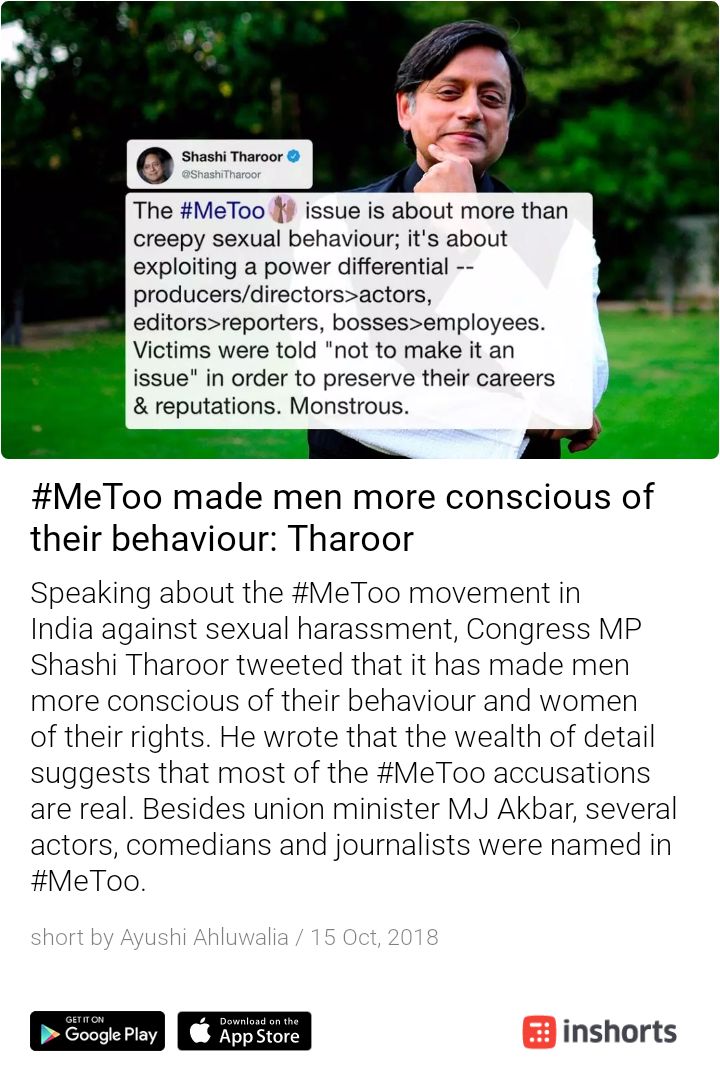 Shashi Tharoor
@ShashiTharoor
The #MeToo issue is about more than
creepy sexual behaviour; it's about
exploiting a power differential --
producers/directors>actors,
editors>reporters, bosses>employees.
Victims were told "not to make it an
issue" in order to preserve their careers
& reputations. Monstrous.
#MeToo made men more conscious of
their behaviour: Tharoor
Speaking about the #MeToo movement in
India against sexual harassment, Congress MP
Shashi Tharoor tweeted that it has made men
more conscious of their behaviour and women
of their rights. He wrote that the wealth of detail
suggests that most of the #MeToo accusations
are real. Besides union minister MJ Akbar, several
actors, comedians and journalists were named in
#MeToo.
short by Ayushi Ahluwalia / 15 Oct, 2018
GET IT ON
Google Play
Download on the
App Store
inshorts